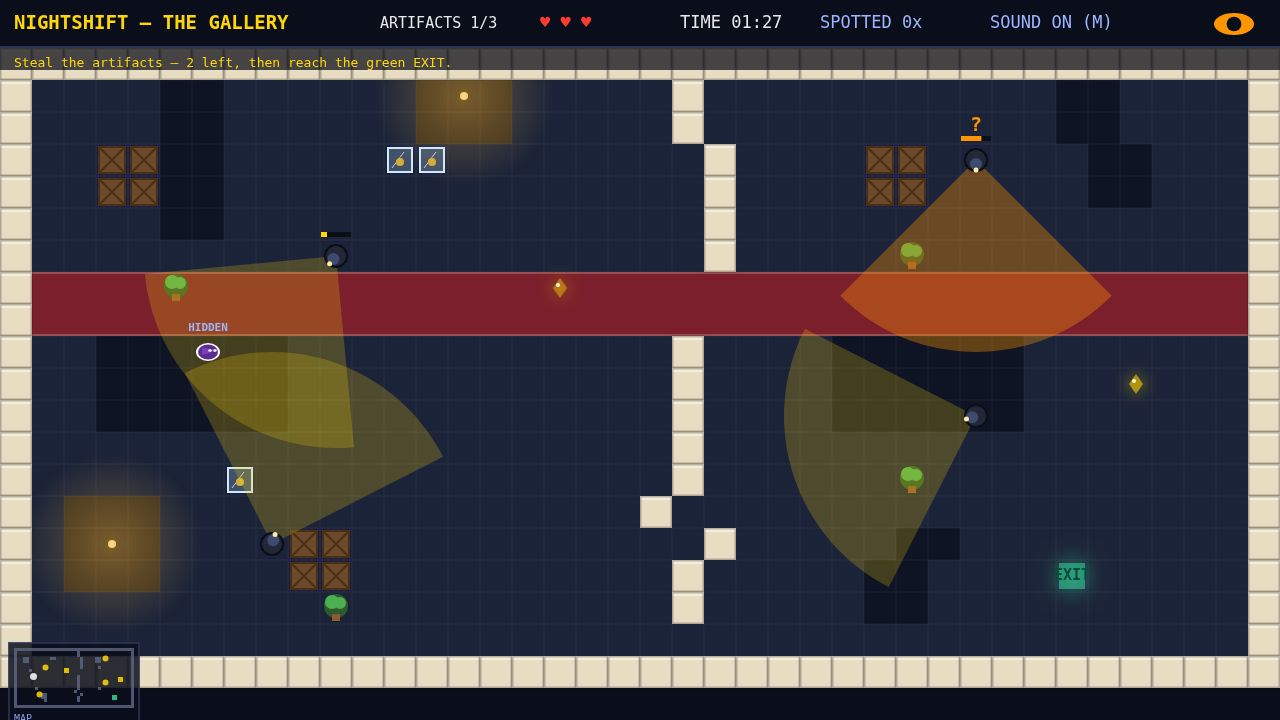 NIGHTSHIFT — THE GALLERY ARTIFACTS 1/3 ♥ ♥ ♥ TIME 01:27 SPOTTED 0x SOUND ON (M)
Steal the artifacts — 2 left, then reach the green EXIT.
?
HIDDEN
EXIT
MAP